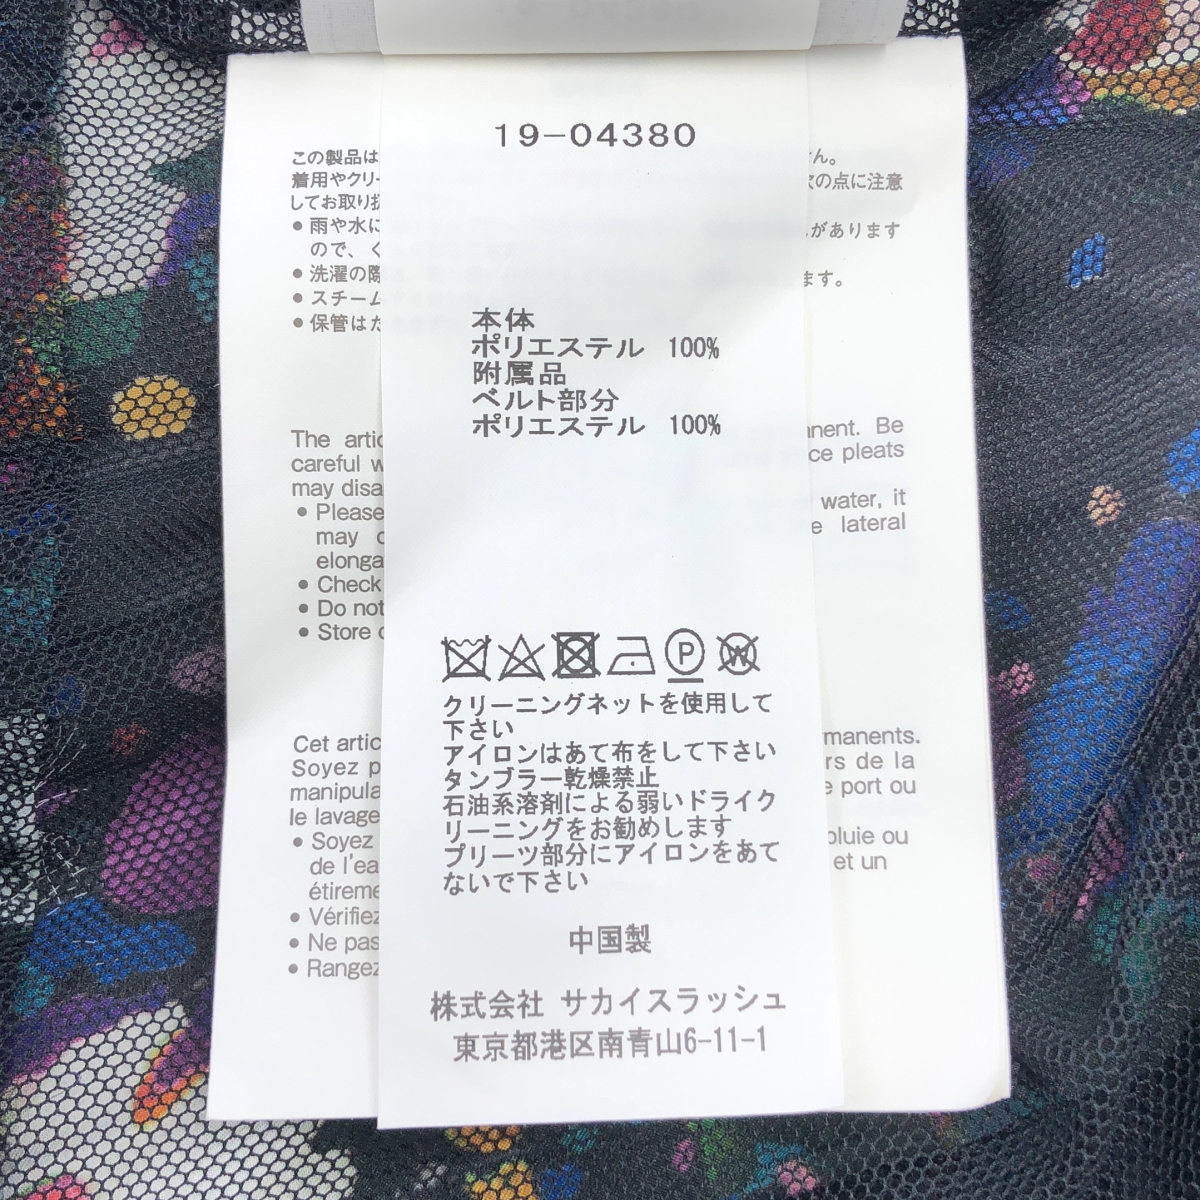 19-04380
本体
ポリエステル 100%
附属品
ベルト部分
ポリエステル 100%
クリーニングネットを使用して
下さい
アイロンはあて布をして下さい
タンブラー乾燥禁止
石油系溶剤による弱いドライク
リーニングをお勧めします
プリーツ部分にアイロンをあて
ないで下さい
中国製
株式会社 サカイスラッシュ
東京都港区南青山6-11-1
この製品は
ん。
着用やクリー
次の点に注意
してお取り扱
● 雨や水に
があります
ので、く
● 洗濯の際
ます。
● スチーム
● 保管はた
The artic
nent. Be
careful w
ce pleats
may disa
● Please
water, it
may
e lateral
elonga
● Check
● Do not
● Store
Cet artic
manents.
Soyez p
rs de la
manipula
e port ou
le lavage
● Soyez
pluie ou
de l'ea
et un
étireme
● Vérifiez
● Ne pas
● Rangez
P
W